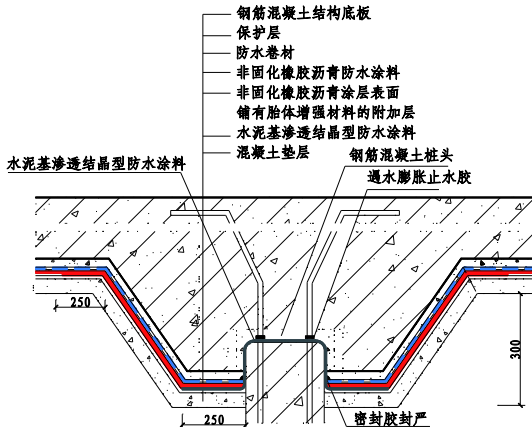 钢筋混凝土结构底板
保护层
防水卷材
非固化橡胶沥青防水涂料
非固化橡胶沥青涂层表面
铺有胎体增强材料的附加层
水泥基渗透结晶型防水涂料
混凝土垫层
钢筋混凝土桩头
水泥基渗透结晶型防水涂料
遇水膨胀止水胶
250
300
250
密封胶封严